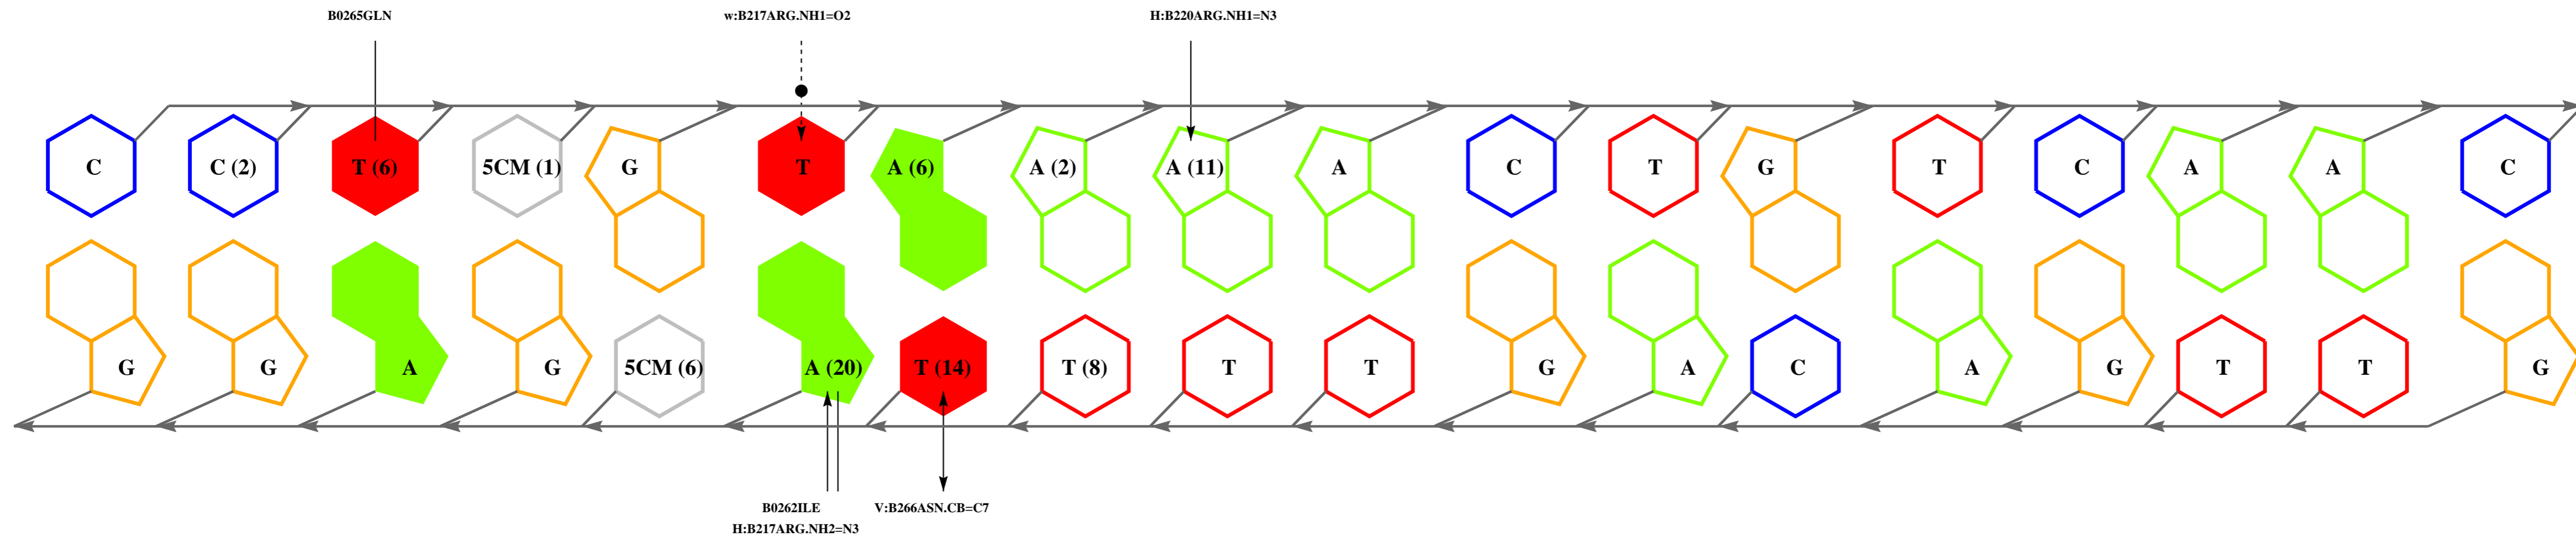 B0265GLN w:B217ARG.NH1=O2 H:B220ARG.NH1=N3
C C (2) T (6) 5CM (1) G T A (6) A (2) A (11) A C T G T C A A C
G G A G 5CM (6) A (20) T (14) T (8) T T G A C A G T T G
B0262ILE V:B266ASN.CB=C7
H:B217ARG.NH2=N3